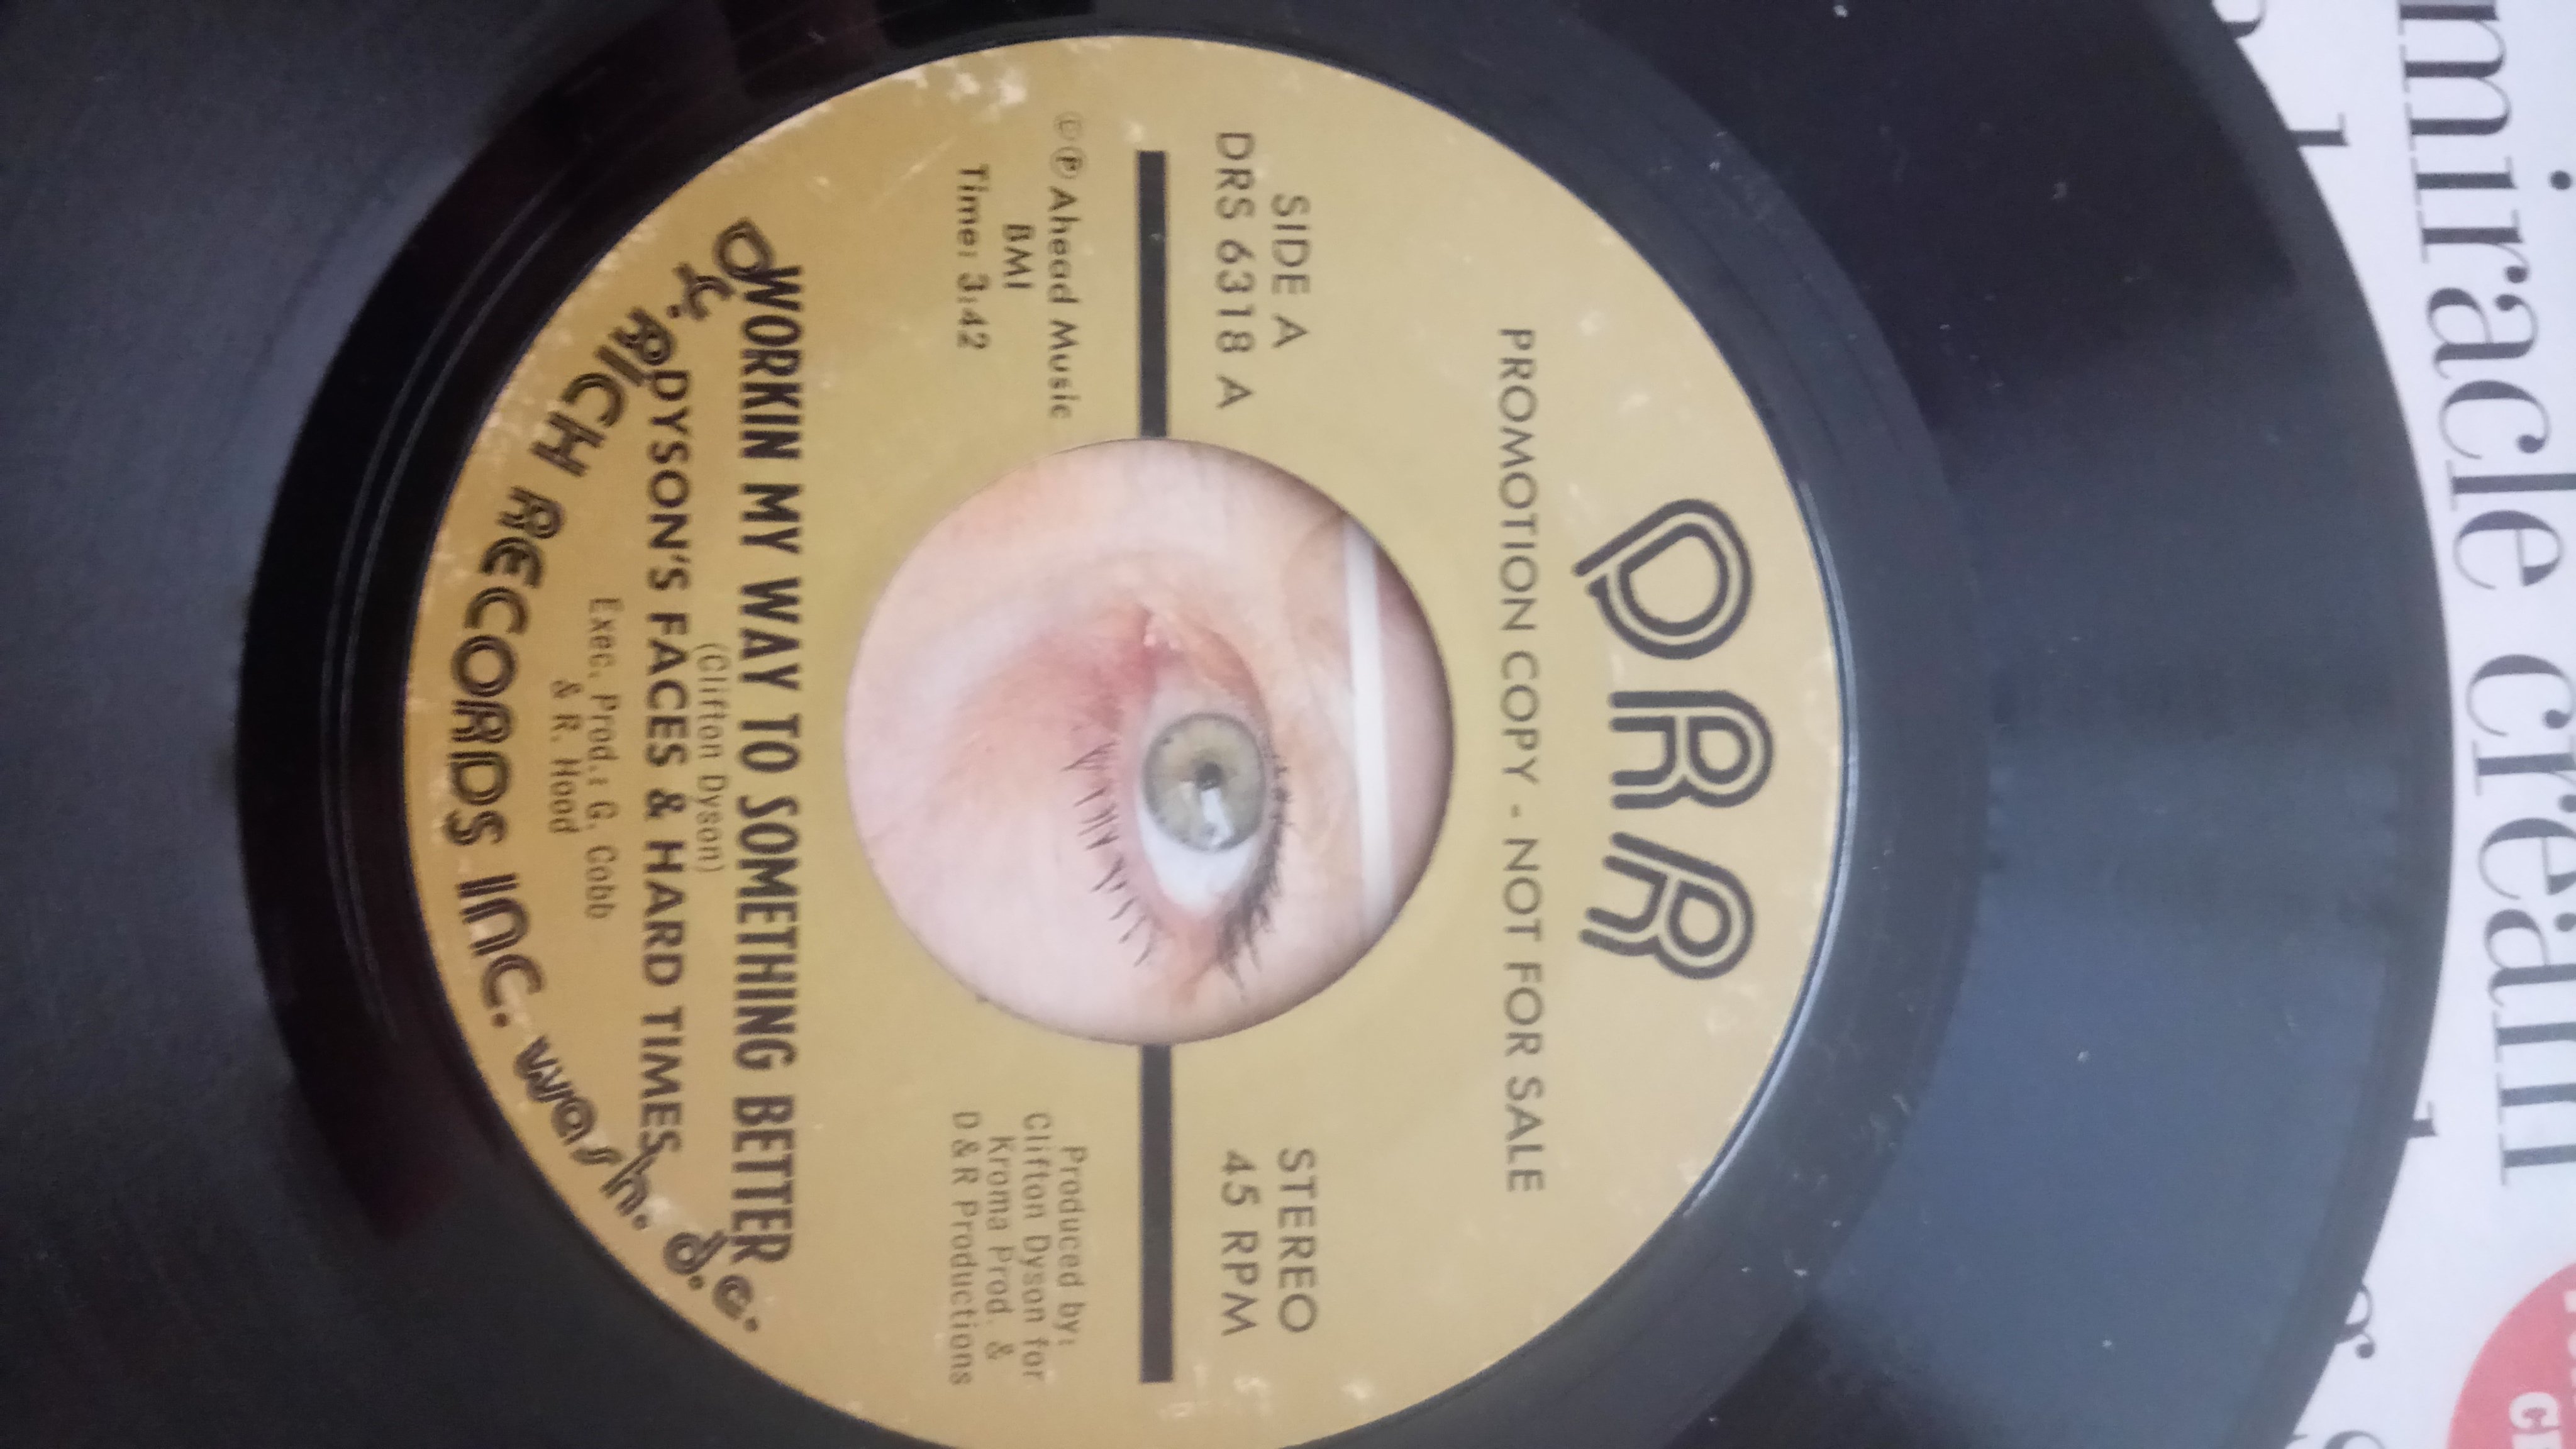 DRR
PROMOTION COPY - NOT FOR SALE
SIDE A
DRS 6318 A
STEREO
45 RPM
©℗ Ahead Music
BMI
Time: 3:42
Produced by:
Clifton Dyson for
Kroma Prod. &
D&R Productions
WORKIN MY WAY TO SOMETHING BETTER
(Clifton Dyson)
DYSON'S FACES & HARD TIMES
Exec. Prod.: G. Cobb
& R. Hood
DY-RICH RECORDS INC. wash. d.c.
miracle cream